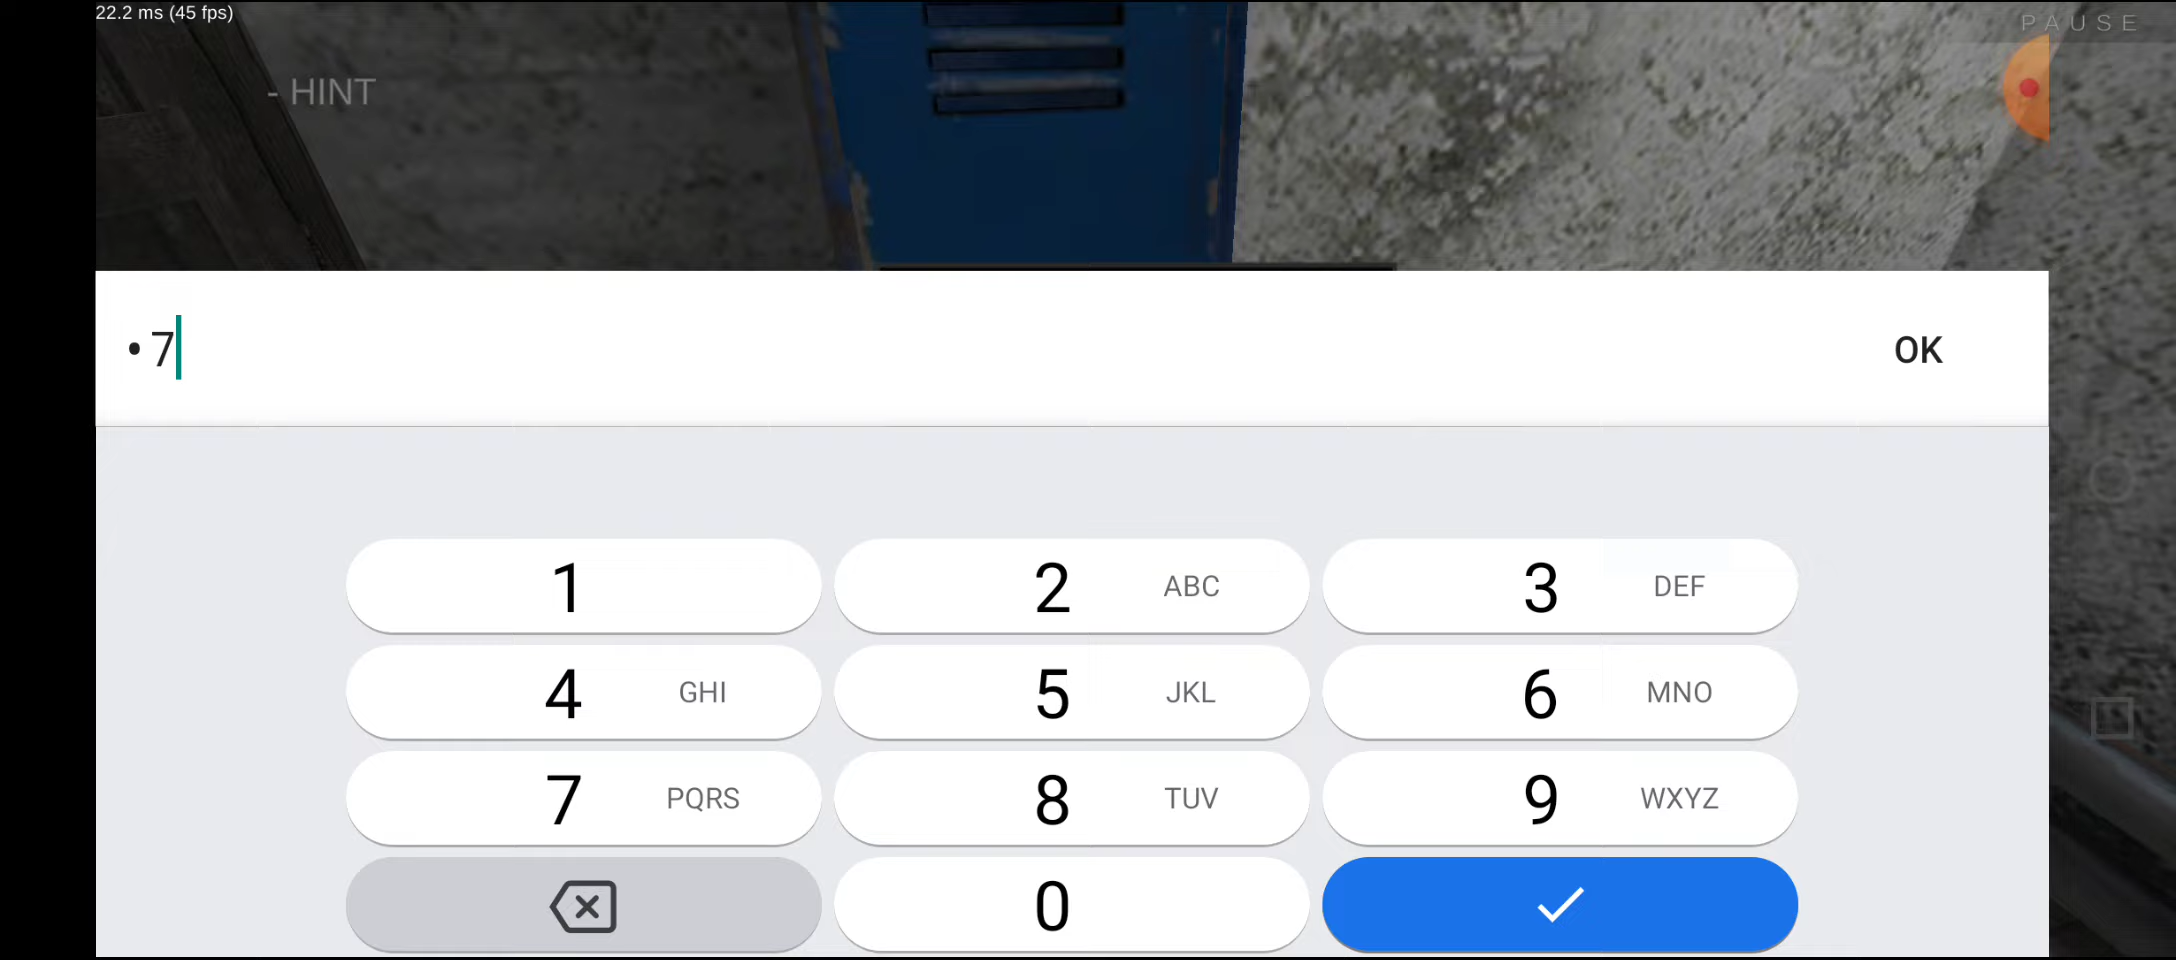 22.2 ms (45 fps)
PAUSE
- HINT
• 7
OK
1
2 ABC
3 DEF
4 GHI
5 JKL
6 MNO
7 PQRS
8 TUV
9 WXYZ
0